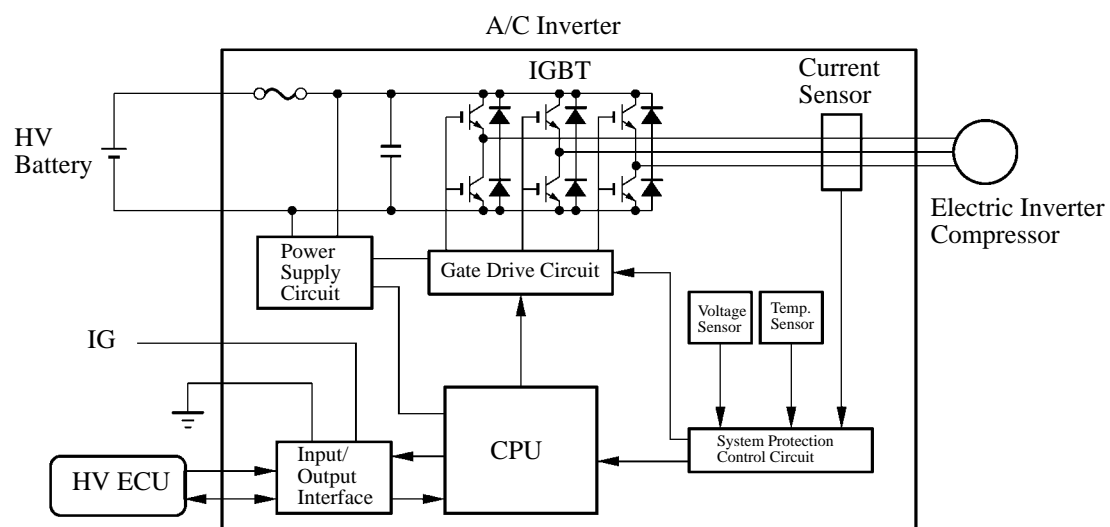 A/C Inverter
IGBT
Current
Sensor
HV
Battery
Electric Inverter
Compressor
Power
Supply
Circuit
Gate Drive Circuit
Voltage
Sensor
Temp.
Sensor
IG
CPU
System Protection
Control Circuit
Input/
Output
Interface
HV ECU